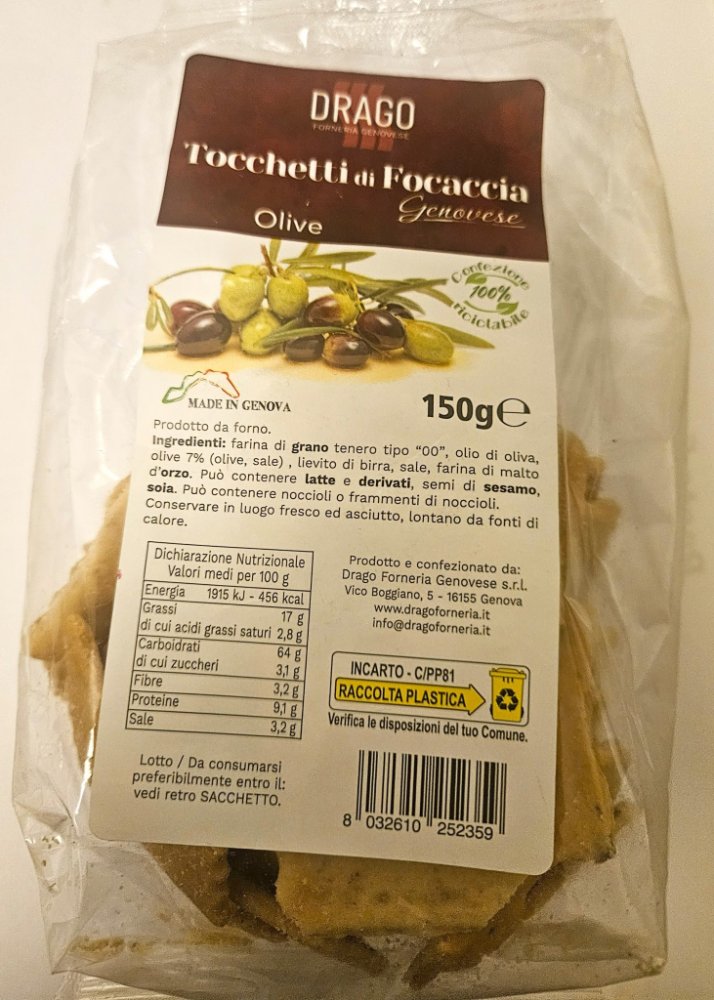 DRAGO
FORNERIA GENOVESE
Tocchetti di Focaccia
Genovese
Olive
Confezione
100%
riciclabile
MADE IN GENOVA
150g℮
Prodotto da forno.
Ingredienti: farina di grano tenero tipo “00”, olio di oliva,
olive 7% (olive, sale) , lievito di birra, sale, farina di malto
d'orzo. Può contenere latte e derivati, semi di sesamo,
soia. Può contenere noccioli o frammenti di noccioli.
Conservare in luogo fresco ed asciutto, lontano da fonti di
calore.
Dichiarazione Nutrizionale
Valori medi per 100 g
Energia 1915 kJ - 456 kcal
Grassi 17 g
di cui acidi grassi saturi 2,8 g
Carboidrati 64 g
di cui zuccheri 3,1 g
Fibre 3,2 g
Proteine 9,1 g
Sale 3,2 g
Prodotto e confezionato da:
Drago Forneria Genovese s.r.l.
Vico Boggiano, 5 - 16155 Genova
www.dragoforneria.it
info@dragoforneria.it
INCARTO - C/PP81
RACCOLTA PLASTICA
Verifica le disposizioni del tuo Comune.
Lotto / Da consumarsi
preferibilmente entro il:
vedi retro SACCHETTO.
8 032610 252359